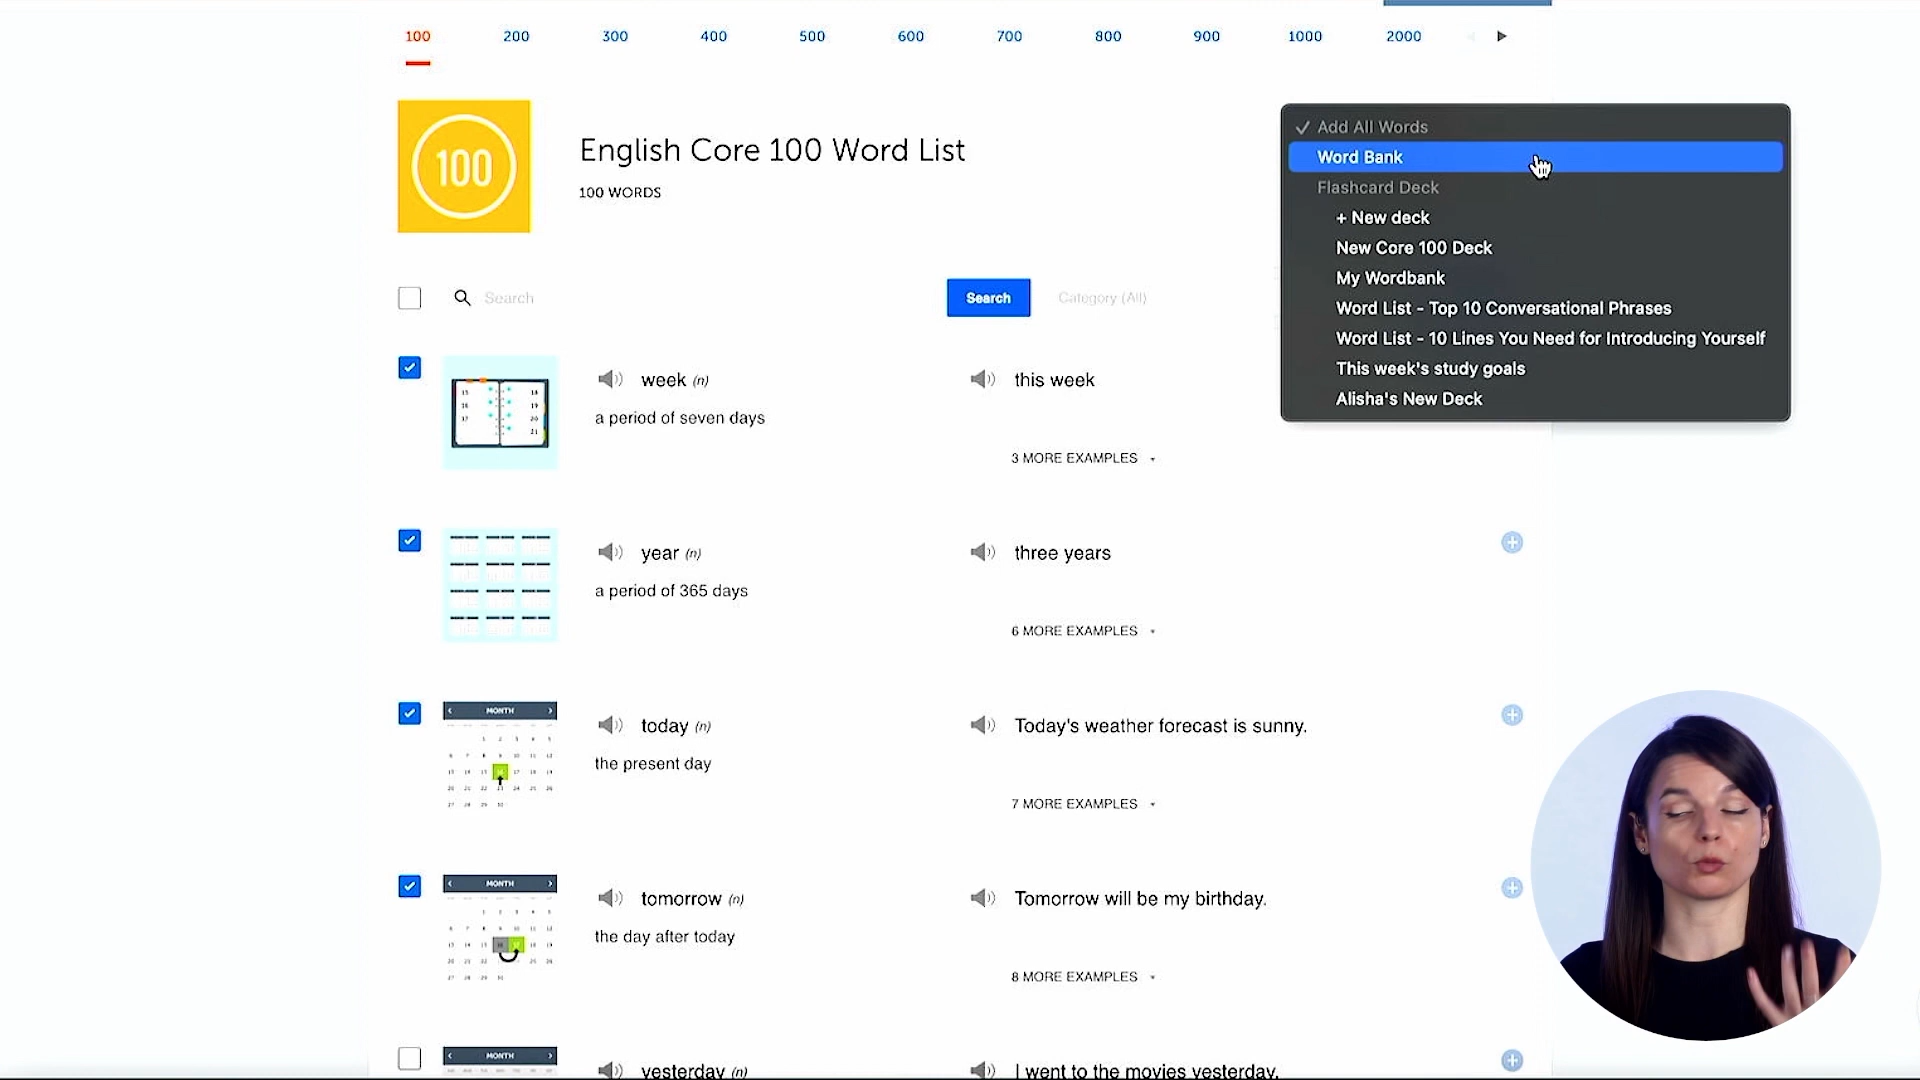 100 200 300 400 500 600 700 800 900 1000 2000
100
English Core 100 Word List
100 WORDS
Add All Words
Word Bank
Flashcard Deck
+ New deck
New Core 100 Deck
My Wordbank
Word List - Top 10 Conversational Phrases
Word List - 10 Lines You Need for Introducing Yourself
This week's study goals
Alisha's New Deck
Search
Search
Category (All)
week (n)
a period of seven days
this week
3 MORE EXAMPLES
year (n)
a period of 365 days
three years
6 MORE EXAMPLES
MONTH
today (n)
the present day
Today's weather forecast is sunny.
7 MORE EXAMPLES
MONTH
tomorrow (n)
the day after today
Tomorrow will be my birthday.
8 MORE EXAMPLES
MONTH
yesterday (n)
I went to the movies yesterday.